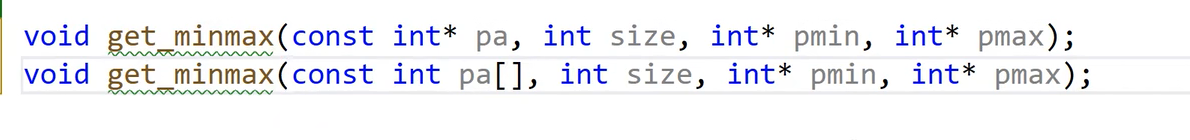 void get_minmax(const int* pa, int size, int* pmin, int* pmax);
void get_minmax(const int pa[], int size, int* pmin, int* pmax);